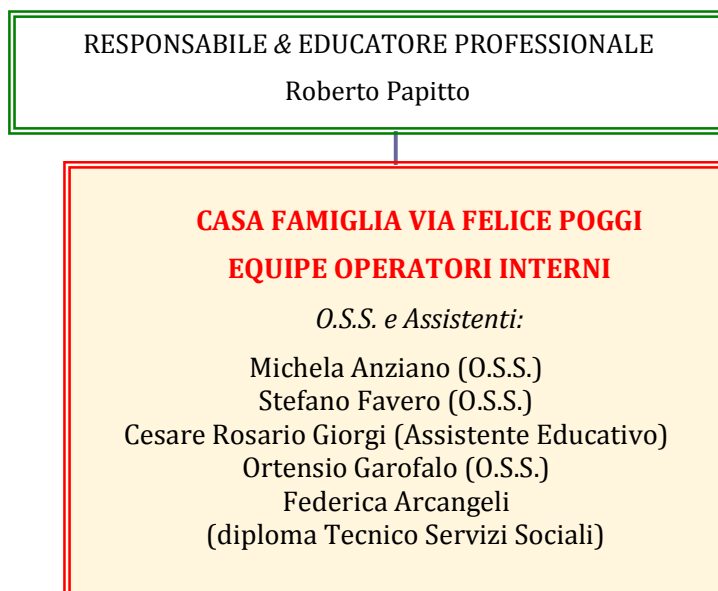 RESPONSABILE & EDUCATORE PROFESSIONALE
Roberto Papitto
CASA FAMIGLIA VIA FELICE POGGI
EQUIPE OPERATORI INTERNI
O.S.S. e Assistenti:
Michela Anziano (O.S.S.)
Stefano Favero (O.S.S.)
Cesare Rosario Giorgi (Assistente Educativo)
Ortensio Garofalo (O.S.S.)
Federica Arcangeli
(diploma Tecnico Servizi Sociali)